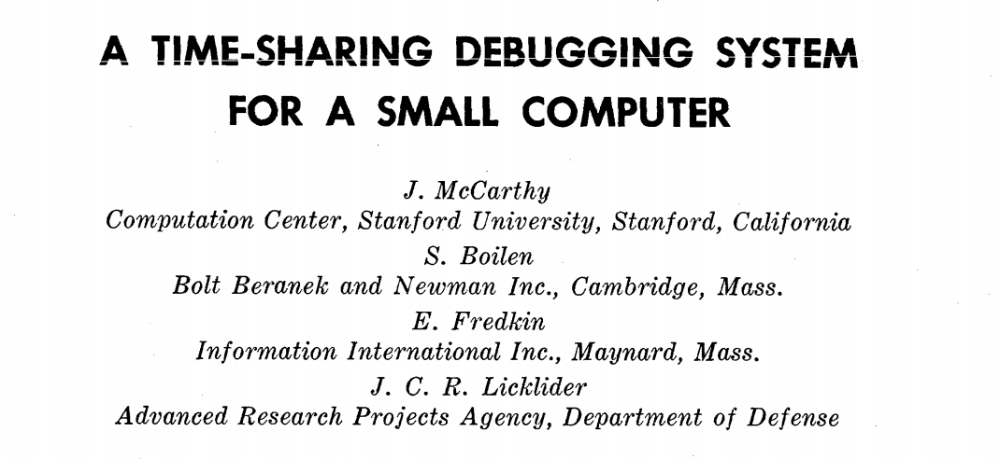 A TIME-SHARING DEBUGGING SYSTEM
FOR A SMALL COMPUTER
J. McCarthy
Computation Center, Stanford University, Stanford, California
S. Boilen
Bolt Beranek and Newman Inc., Cambridge, Mass.
E. Fredkin
Information International Inc., Maynard, Mass.
J. C. R. Licklider
Advanced Research Projects Agency, Department of Defense